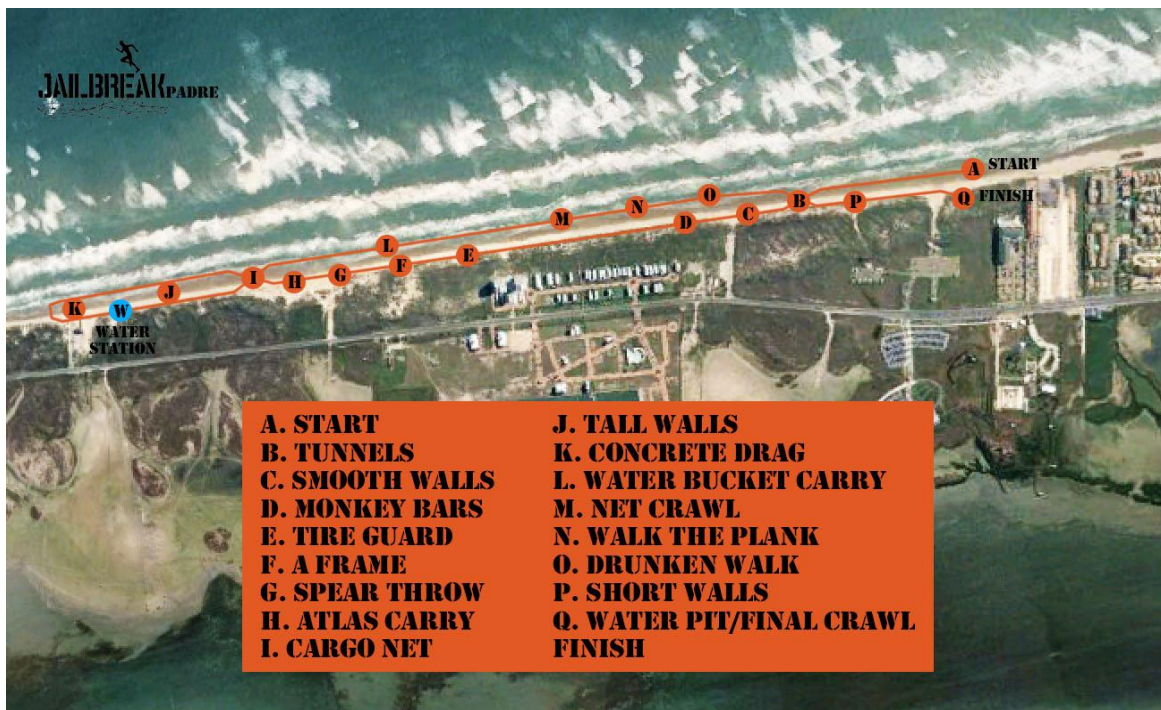 JAILBREAK PADRE
A START
Q FINISH
B
P
O
N
M
C
D
L
E
F
G
I
H
J
K
W
WATER
STATION
A. START
B. TUNNELS
C. SMOOTH WALLS
D. MONKEY BARS
E. TIRE GUARD
F. A FRAME
G. SPEAR THROW
H. ATLAS CARRY
I. CARGO NET
J. TALL WALLS
K. CONCRETE DRAG
L. WATER BUCKET CARRY
M. NET CRAWL
N. WALK THE PLANK
O. DRUNKEN WALK
P. SHORT WALLS
Q. WATER PIT/FINAL CRAWL
FINISH